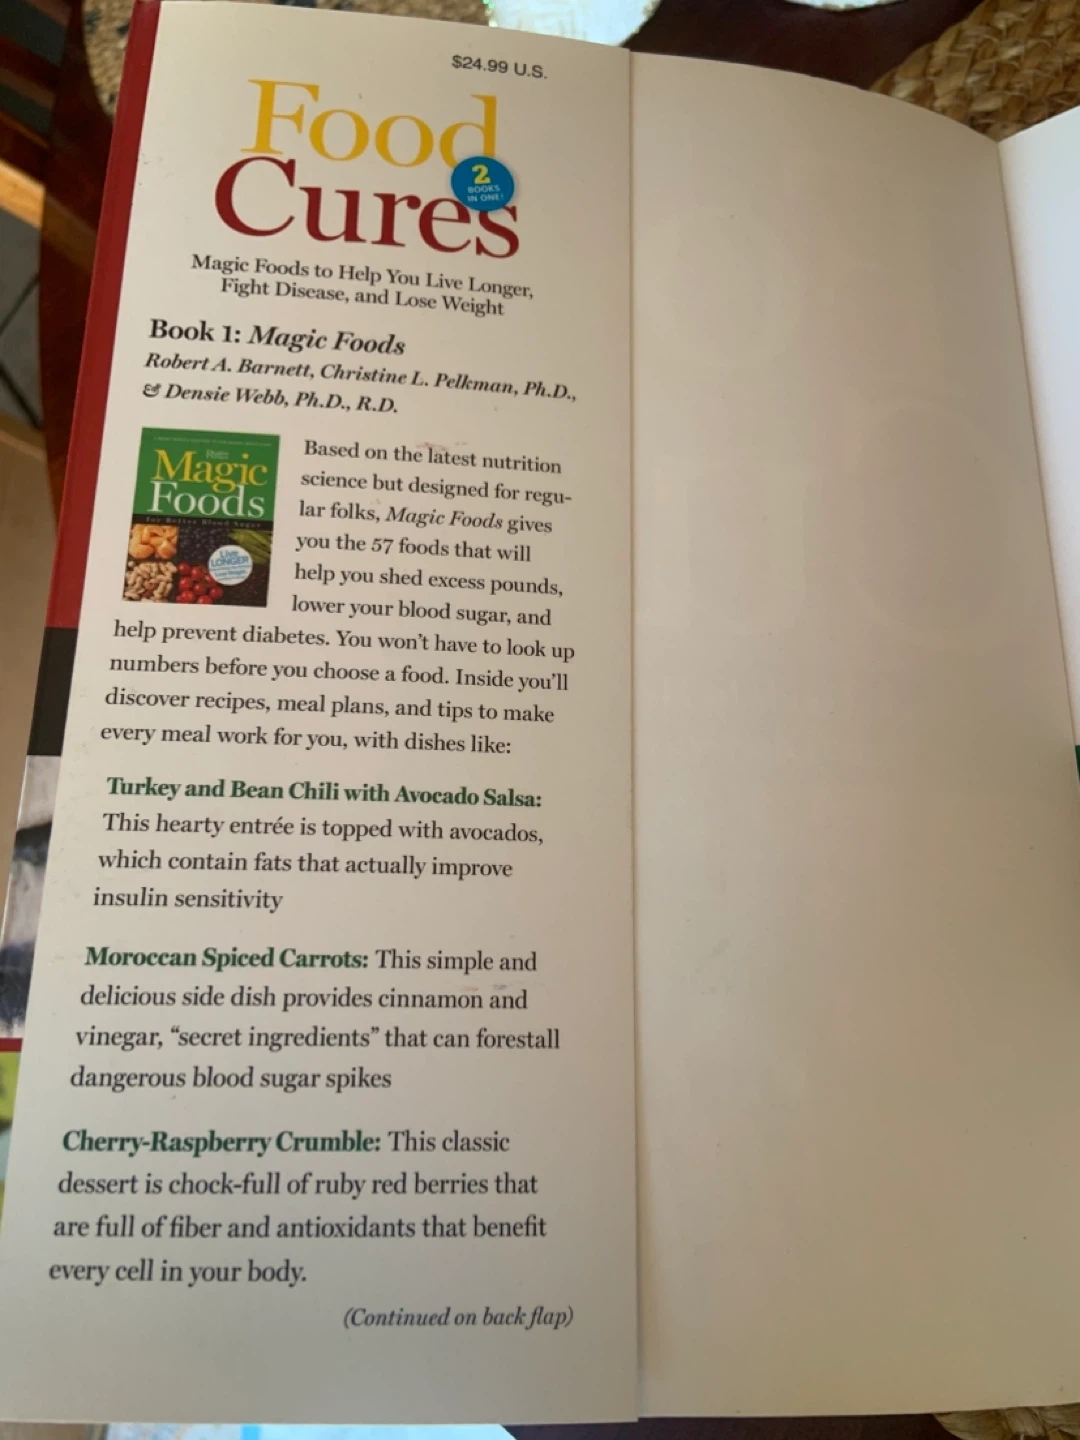 $24.99 U.S.
Food
Cures
2
BOOKS
IN ONE!
Magic Foods to Help You Live Longer,
Fight Disease, and Lose Weight
Book 1: Magic Foods
Robert A. Barnett, Christine L. Pelkman, Ph.D.,
& Densie Webb, Ph.D., R.D.
Magic
Foods
for Better Blood Sugar
Live
LONGER
Based on the latest nutrition
science but designed for regu-
lar folks, Magic Foods gives
you the 57 foods that will
help you shed excess pounds,
lower your blood sugar, and
help prevent diabetes. You won't have to look up
numbers before you choose a food. Inside you'll
discover recipes, meal plans, and tips to make
every meal work for you, with dishes like:
Turkey and Bean Chili with Avocado Salsa:
This hearty entrée is topped with avocados,
which contain fats that actually improve
insulin sensitivity
Moroccan Spiced Carrots: This simple and
delicious side dish provides cinnamon and
vinegar, “secret ingredients” that can forestall
dangerous blood sugar spikes
Cherry-Raspberry Crumble: This classic
dessert is chock-full of ruby red berries that
are full of fiber and antioxidants that benefit
every cell in your body.
(Continued on back flap)